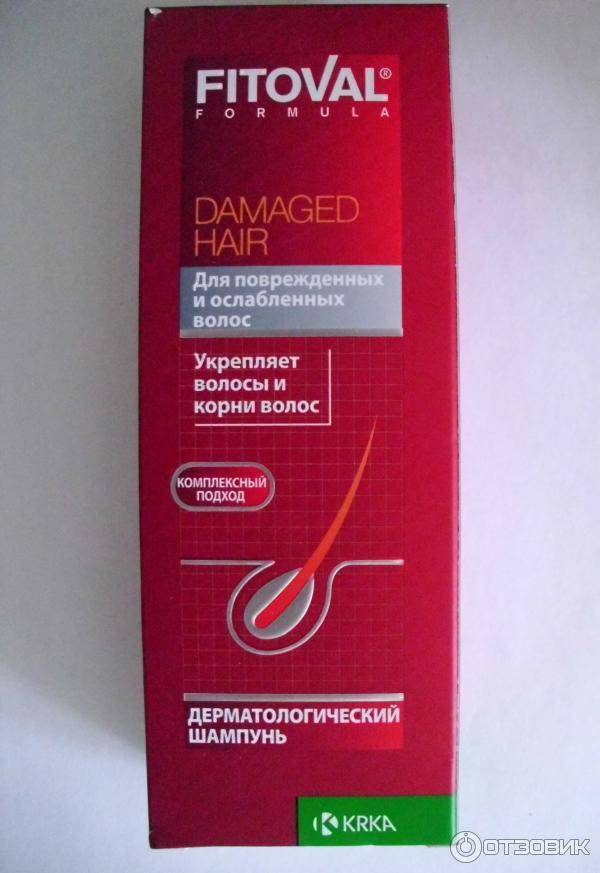 FITOVAL®
FORMULA
DAMAGED
HAIR
Для поврежденных
и ослабленных
волос
Укрепляет
волосы и
корни волос
КОМПЛЕКСНЫЙ
ПОДХОД
ДЕРМАТОЛОГИЧЕСКИЙ
ШАМПУНЬ
KRKA
ОТЗОВИК